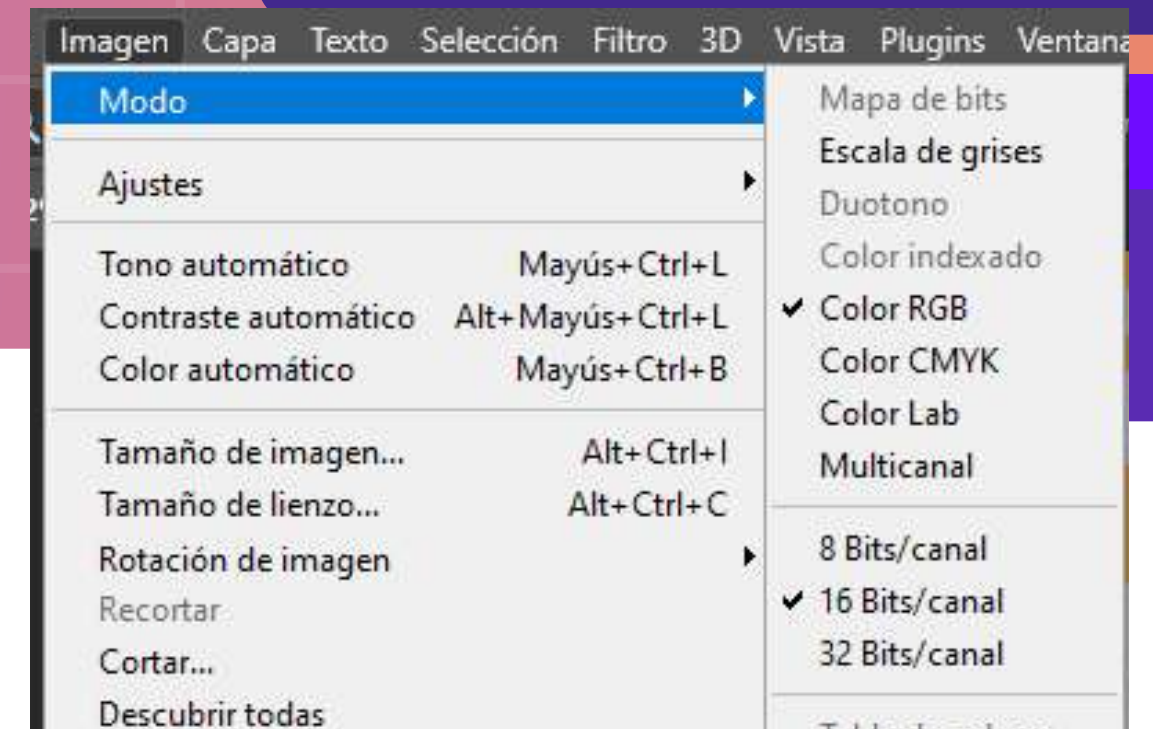 Imagen Capa Texto Selección Filtro 3D Vista Plugins Ventana
Modo
Ajustes
Tono automático Mayús+Ctrl+L
Contraste automático Alt+Mayús+Ctrl+L
Color automático Mayús+Ctrl+B
Tamaño de imagen... Alt+Ctrl+I
Tamaño de lienzo... Alt+Ctrl+C
Rotación de imagen
Recortar
Cortar...
Descubrir todas
Mapa de bits
Escala de grises
Duotono
Color indexado
Color RGB
Color CMYK
Color Lab
Multicanal
8 Bits/canal
16 Bits/canal
32 Bits/canal